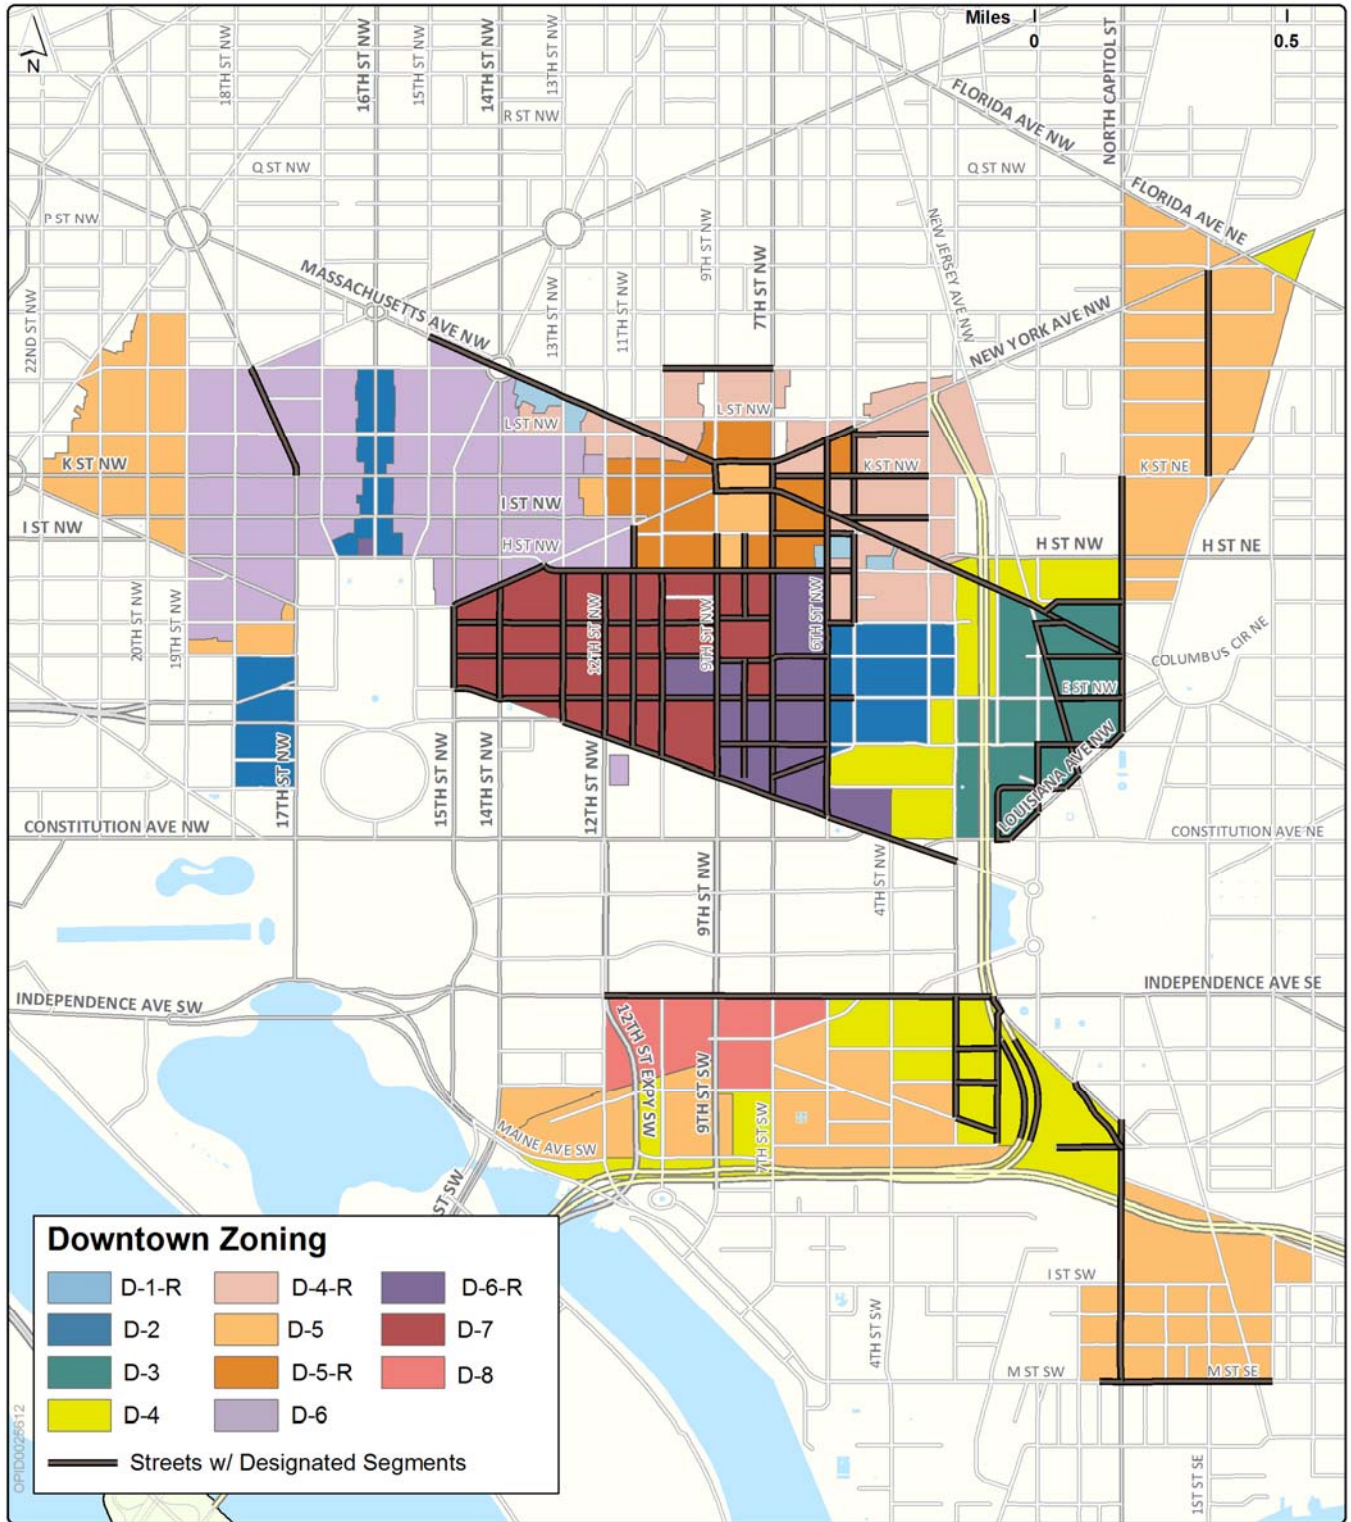 Miles
0
0.5
N
18TH ST NW
16TH ST NW
15TH ST NW
14TH ST NW
13TH ST NW
NORTH CAPITOL ST
R ST NW
FLORIDA AVE NW
Q ST NW
Q ST NW
FLORIDA AVE NE
P ST NW
9TH ST NW
7TH ST NW
NEW JERSEY AVE NW
MASSACHUSETTS AVE NW
13TH ST NW
11TH ST NW
22ND ST NW
NEW YORK AVE NW
L ST NW
L ST NW
K ST NW
K ST NW
K ST NE
I ST NW
I ST NW
H ST NW
H ST NW
H ST NE
20TH ST NW
19TH ST NW
12TH ST NW
9TH ST NW
6TH ST NW
COLUMBUS CIR NE
E ST NW
17TH ST NW
15TH ST NW
14TH ST NW
12TH ST NW
LOUISIANA AVE NW
CONSTITUTION AVE NW
CONSTITUTION AVE NE
9TH ST NW
4TH ST NW
INDEPENDENCE AVE SW
INDEPENDENCE AVE SE
12TH ST EXPY SW
9TH ST SW
7TH ST SW
MAINE AVE SW
ST SW
I ST SW
4TH ST SW
M ST SW
M ST SE
1ST ST SE
Downtown Zoning
D-1-R
D-4-R
D-6-R
D-2
D-5
D-7
D-3
D-5-R
D-8
D-4
D-6
Streets w/ Designated Segments
OPID0025612